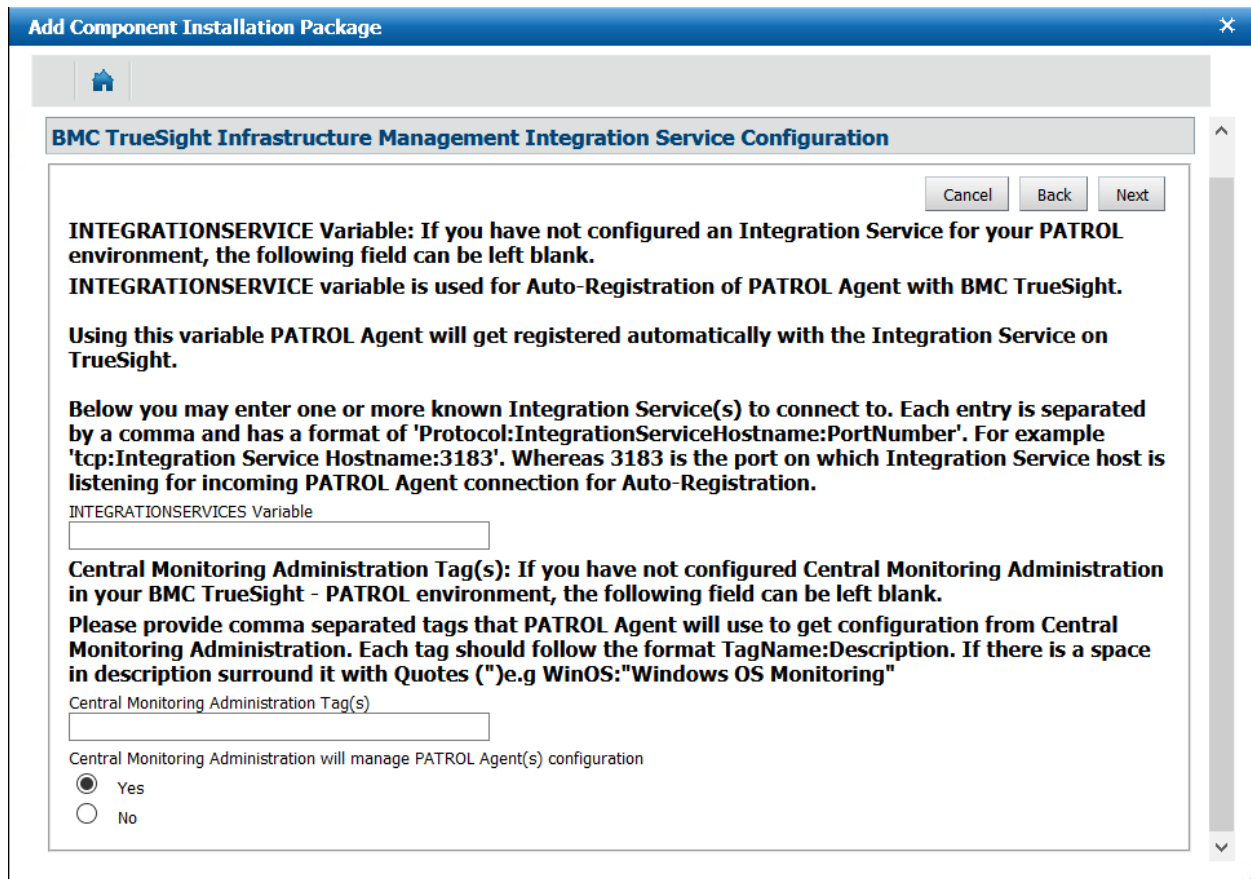 Add Component Installation Package
BMC TrueSight Infrastructure Management Integration Service Configuration
Cancel Back Next
INTEGRATIONSERVICE Variable: If you have not configured an Integration Service for your PATROL
environment, the following field can be left blank.
INTEGRATIONSERVICE variable is used for Auto-Registration of PATROL Agent with BMC TrueSight.
Using this variable PATROL Agent will get registered automatically with the Integration Service on
TrueSight.
Below you may enter one or more known Integration Service(s) to connect to. Each entry is separated
by a comma and has a format of 'Protocol:IntegrationServiceHostname:PortNumber'. For example
'tcp:Integration Service Hostname:3183'. Whereas 3183 is the port on which Integration Service host is
listening for incoming PATROL Agent connection for Auto-Registration.
INTEGRATIONSERVICES Variable
Central Monitoring Administration Tag(s): If you have not configured Central Monitoring Administration
in your BMC TrueSight - PATROL environment, the following field can be left blank.
Please provide comma separated tags that PATROL Agent will use to get configuration from Central
Monitoring Administration. Each tag should follow the format TagName:Description. If there is a space
in description surround it with Quotes (")e.g WinOS:"Windows OS Monitoring"
Central Monitoring Administration Tag(s)
Central Monitoring Administration will manage PATROL Agent(s) configuration
Yes
No